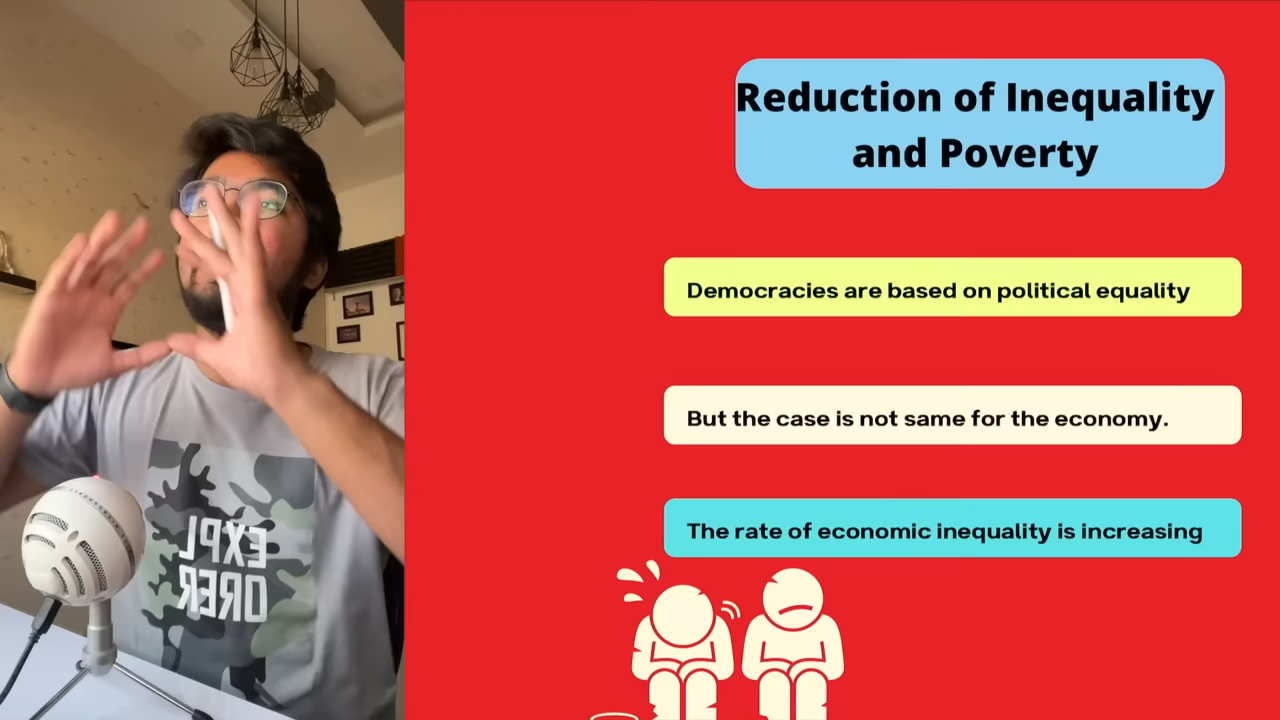 Reduction of Inequality
and Poverty
Democracies are based on political equality
But the case is not same for the economy.
The rate of economic inequality is increasing
EXPL
ORER